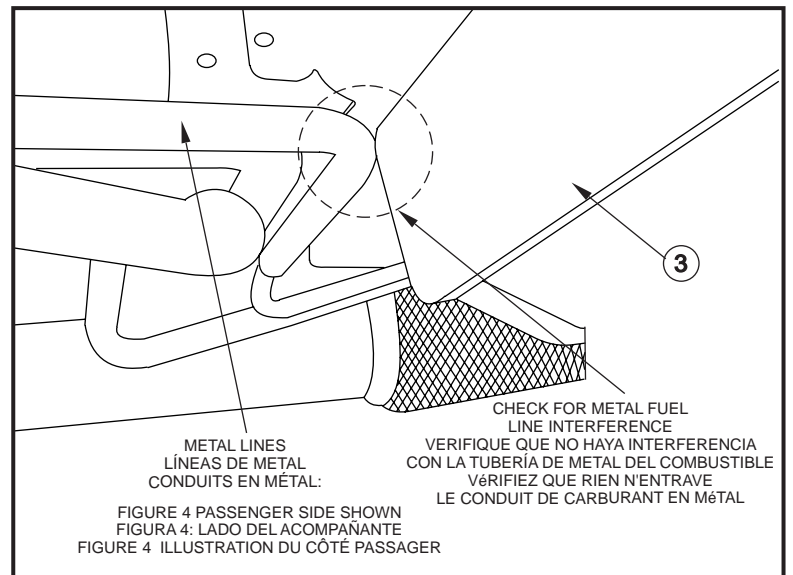 3
CHECK FOR METAL FUEL
LINE INTERFERENCE
VERIFIQUE QUE NO HAYA INTERFERENCIA
CON LA TUBERÍA DE METAL DEL COMBUSTIBLE
VéRIFIEZ QUE RIEN N'ENTRAVE
LE CONDUIT DE CARBURANT EN MéTAL
METAL LINES
LÍNEAS DE METAL
CONDUITS EN MÉTAL:
FIGURE 4 PASSENGER SIDE SHOWN
FIGURA 4: LADO DEL ACOMPAÑANTE
FIGURE 4 ILLUSTRATION DU CÔTÉ PASSAGER